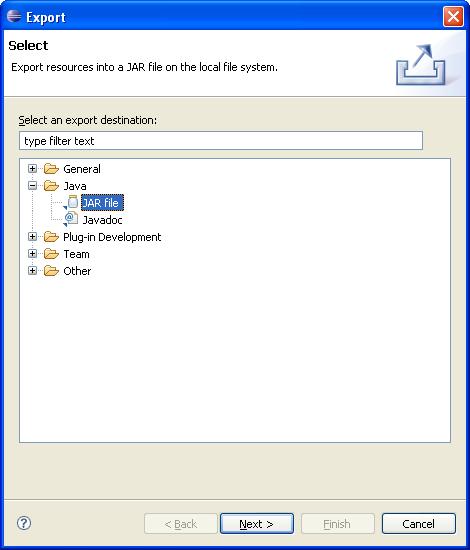 Export
Select
Export resources into a JAR file on the local file system.
Select an export destination:
type filter text
General
Java
JAR file
Javadoc
Plug-in Development
Team
Other
< Back Next > Finish Cancel